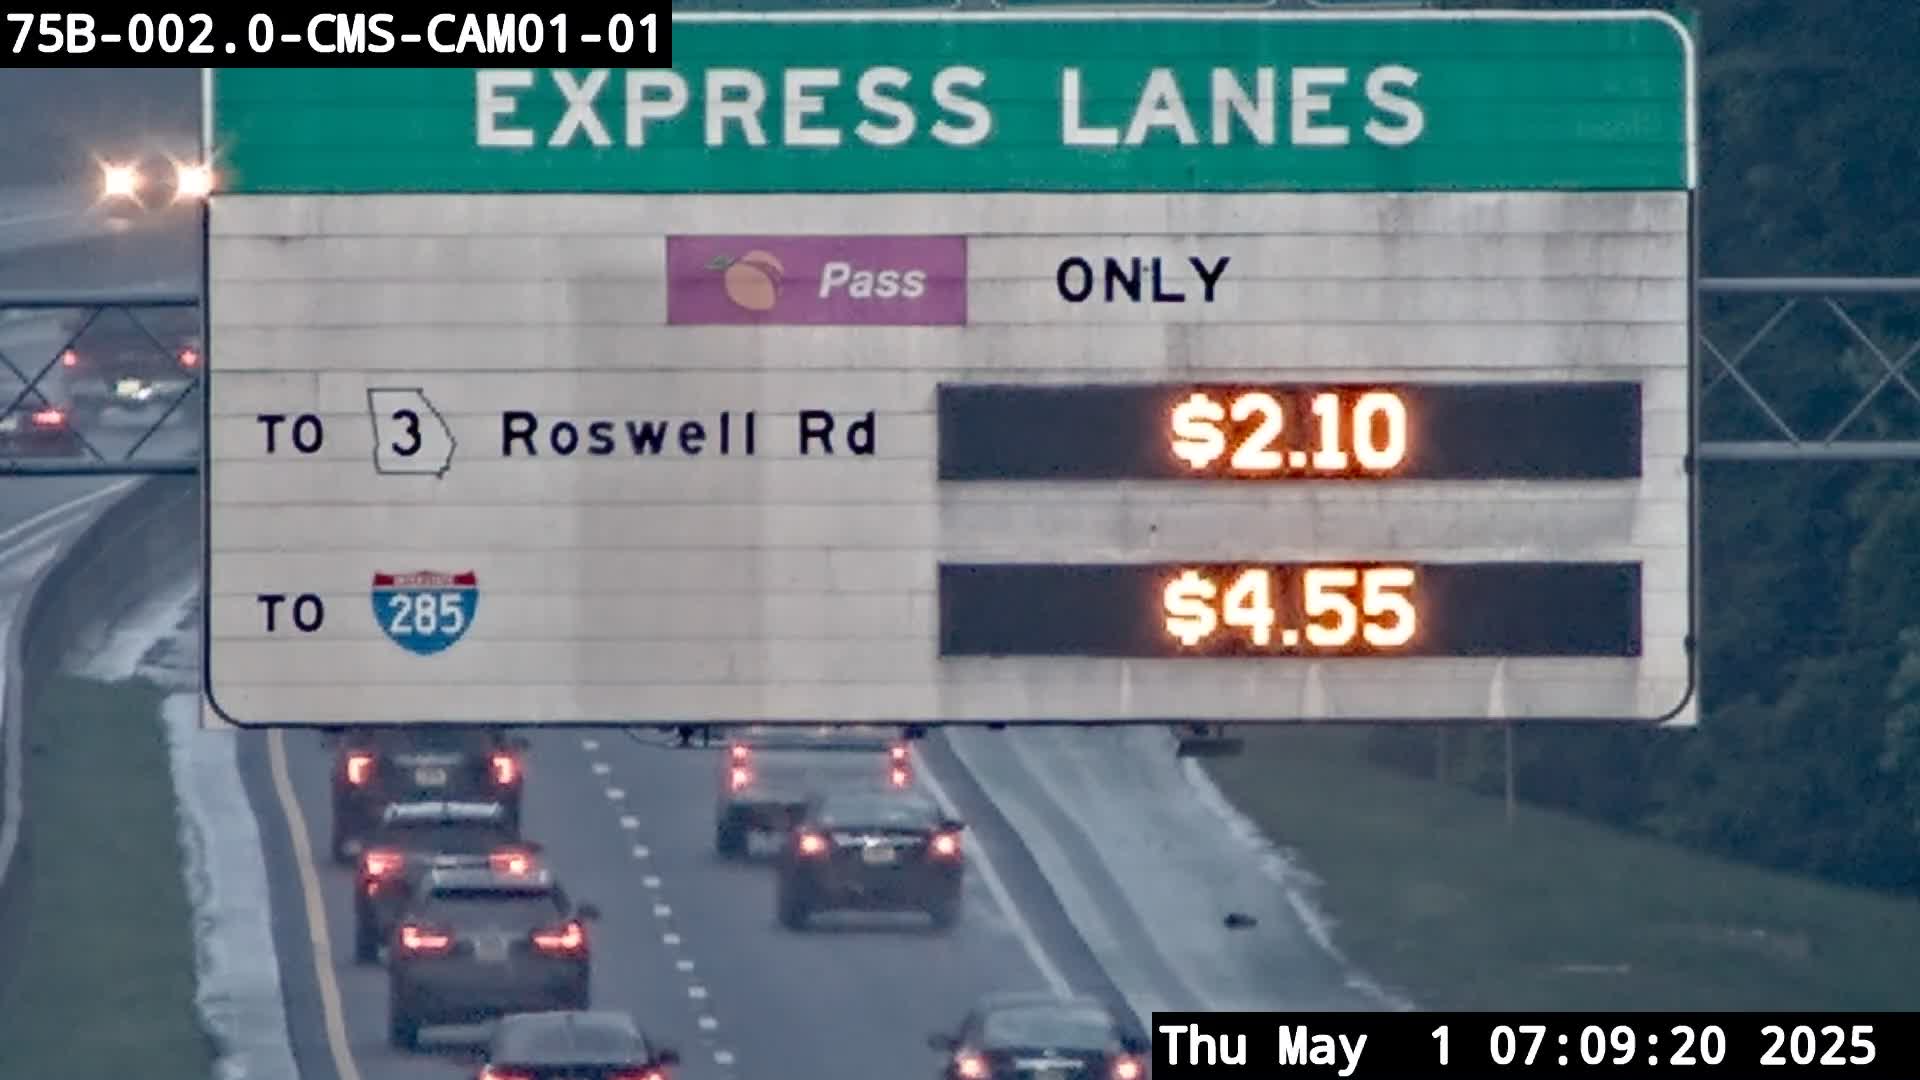 75B-002.0-CMS-CAM01-01
EXPRESS LANES
Pass ONLY
TO 3 Roswell Rd $2.10
TO INTERSTATE 285 $4.55
Thu May 1 07:09:20 2025